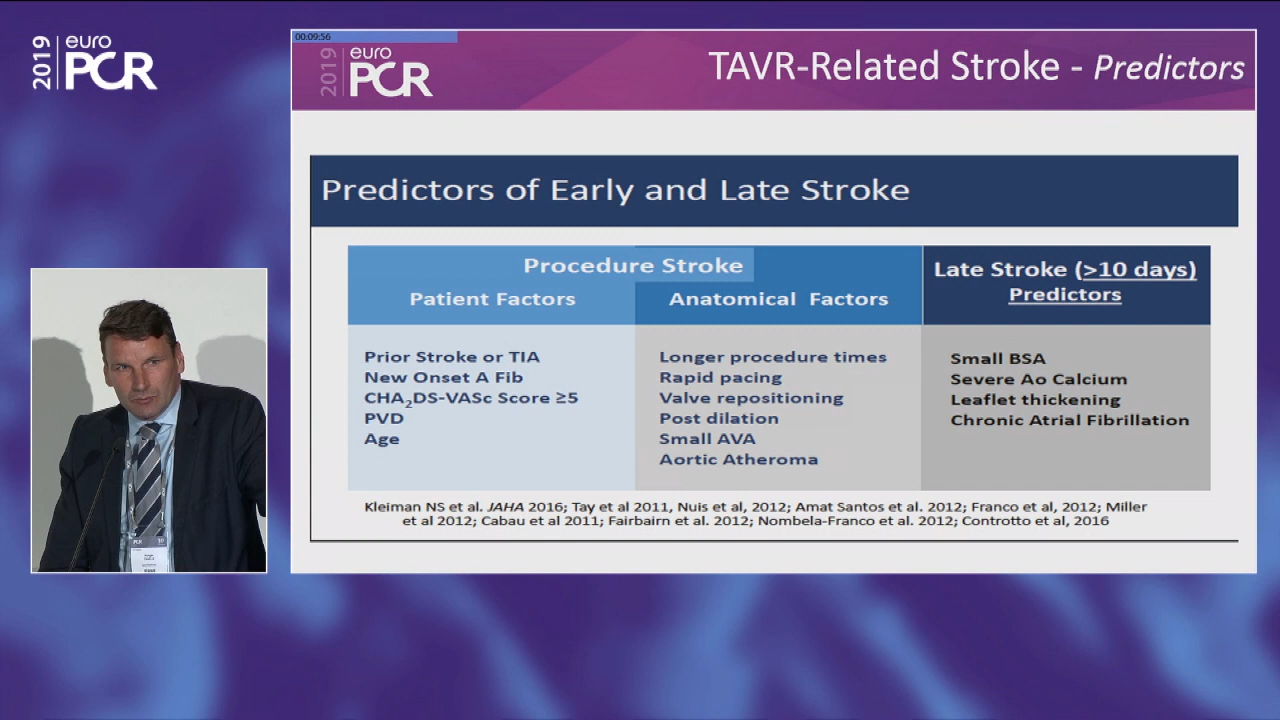 2019
euro
PCR
00:09:56
2019
euro
PCR
TAVR-Related Stroke - Predictors
Predictors of Early and Late Stroke
Procedure Stroke
Patient Factors
Anatomical Factors
Late Stroke (>10 days)
Predictors
Prior Stroke or TIA
New Onset A Fib
CHA2DS-VASc Score ≥5
PVD
Age
Longer procedure times
Rapid pacing
Valve repositioning
Post dilation
Small AVA
Aortic Atheroma
Small BSA
Severe Ao Calcium
Leaflet thickening
Chronic Atrial Fibrillation
Kleiman NS et al. JAHA 2016; Tay et al 2011, Nuis et al, 2012; Amat Santos et al. 2012; Franco et al, 2012; Miller
et al 2012; Cabau et al 2011; Fairbairn et al. 2012; Nombela-Franco et al. 2012; Controtto et al, 2016
PCR